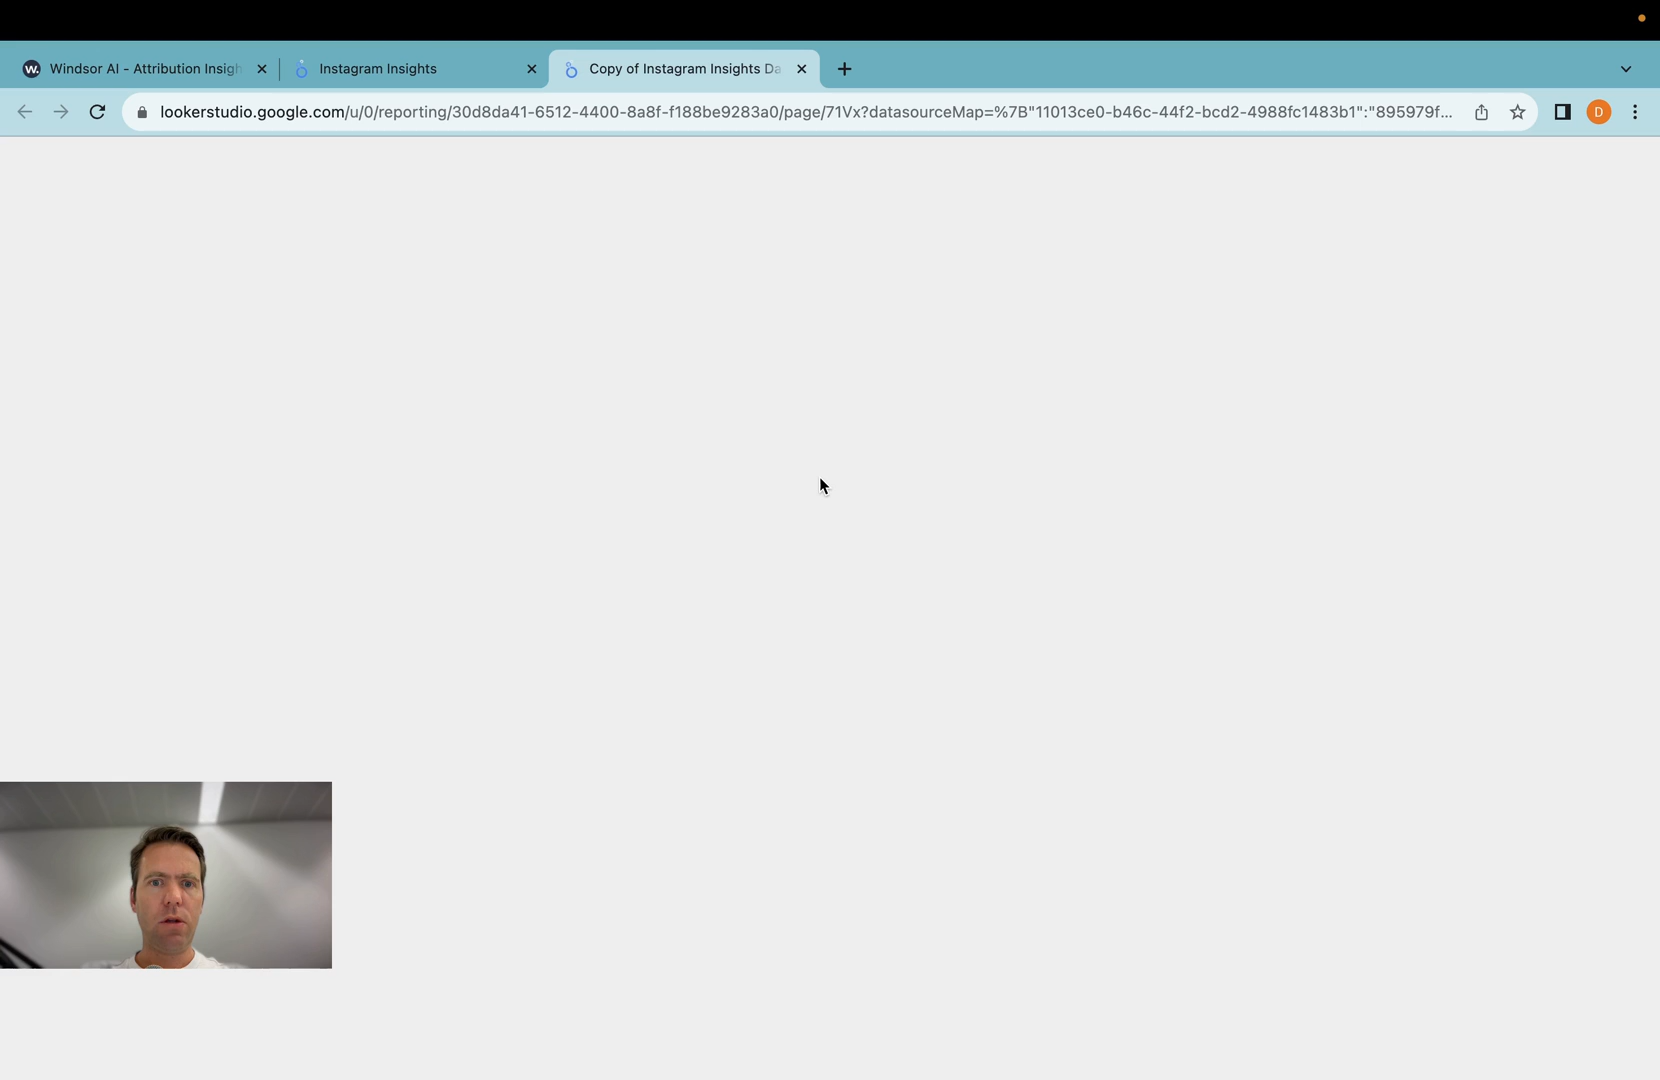 w. Windsor AI - Attribution Insigh
Instagram Insights
Copy of Instagram Insights Da
lookerstudio.google.com/u/0/reporting/30d8da41-6512-4400-8a8f-f188be9283a0/page/71Vx?datasourceMap=%7B"11013ce0-b46c-44f2-bcd2-4988fc1483b1":"895979f...
D